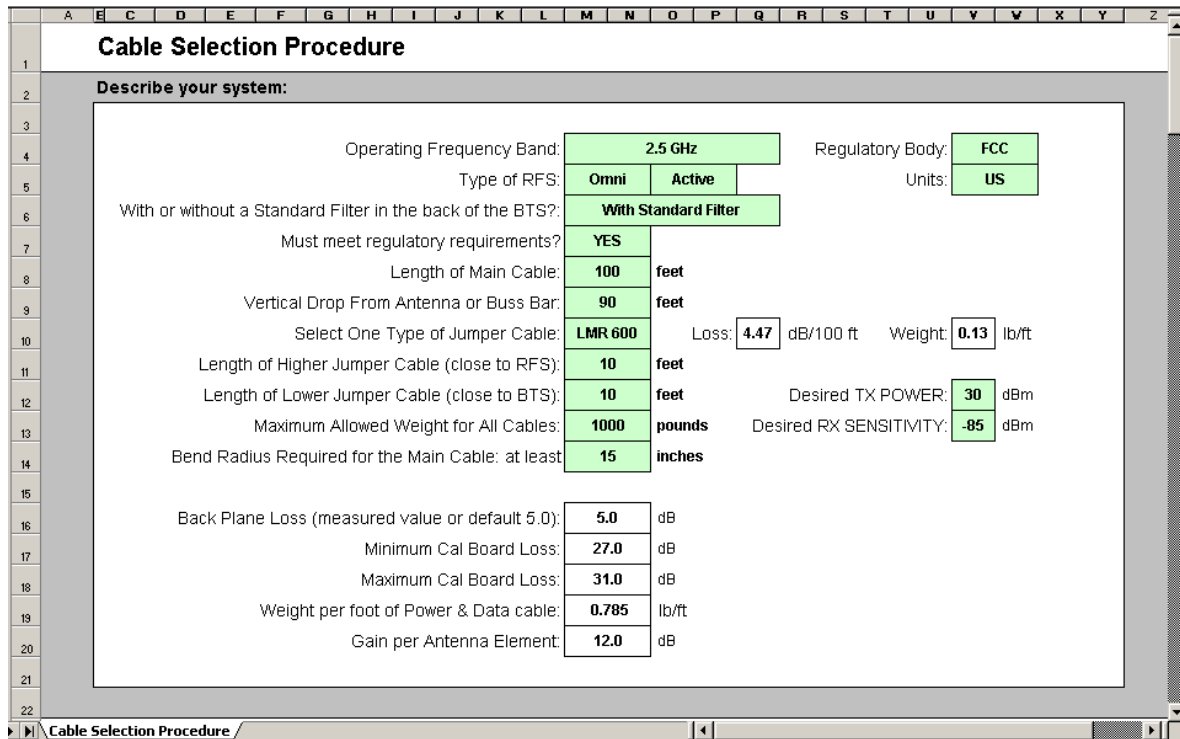 A E C D E F G H I J K L M N O P Q R S T U V W X Y Z
1 Cable Selection Procedure
2 Describe your system:
3
4 Operating Frequency Band: 2.5 GHz Regulatory Body: FCC
5 Type of RFS: Omni Active Units: US
6 With or without a Standard Filter in the back of the BTS?: With Standard Filter
7 Must meet regulatory requirements? YES
8 Length of Main Cable: 100 feet
9 Vertical Drop From Antenna or Buss Bar: 90 feet
10 Select One Type of Jumper Cable: LMR 600 Loss: 4.47 dB/100 ft Weight: 0.13 lb/ft
11 Length of Higher Jumper Cable (close to RFS): 10 feet
12 Length of Lower Jumper Cable (close to BTS): 10 feet Desired TX POWER: 30 dBm
13 Maximum Allowed Weight for All Cables: 1000 pounds Desired RX SENSITIVITY: -85 dBm
14 Bend Radius Required for the Main Cable: at least 15 inches
15
16 Back Plane Loss (measured value or default 5.0): 5.0 dB
17 Minimum Cal Board Loss: 27.0 dB
18 Maximum Cal Board Loss: 31.0 dB
19 Weight per foot of Power & Data cable: 0.785 lb/ft
20 Gain per Antenna Element: 12.0 dB
21
22
Cable Selection Procedure